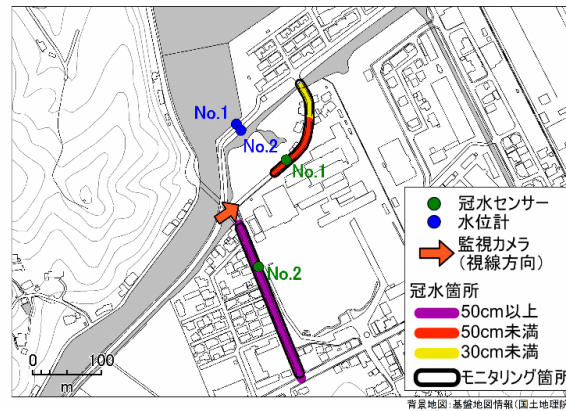 No.1
No.2
No.1
No.2
冠水センサー
水位計
監視カメラ
(視線方向)
冠水箇所
50cm以上
50cm未満
30cm未満
モニタリング箇所
0 100
m
背景地図:基盤地図情報(国土地理院